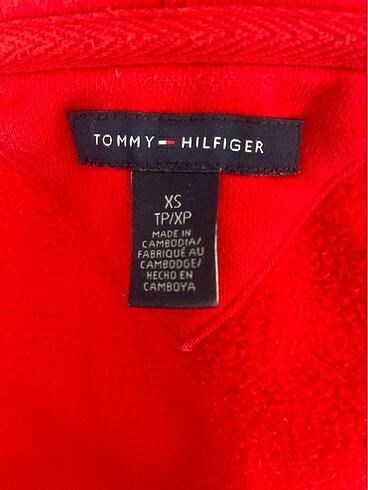 TOMMY HILFIGER
XS
TP/XP
MADE IN
CAMBODIA/
FABRIQUÉ AU
CAMBODGE/
HECHO EN
CAMBOYA